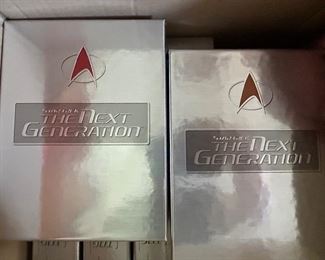 STAR TREK
THE NEXT
GENERATION
STAR TREK
THE NEXT
GENERATION